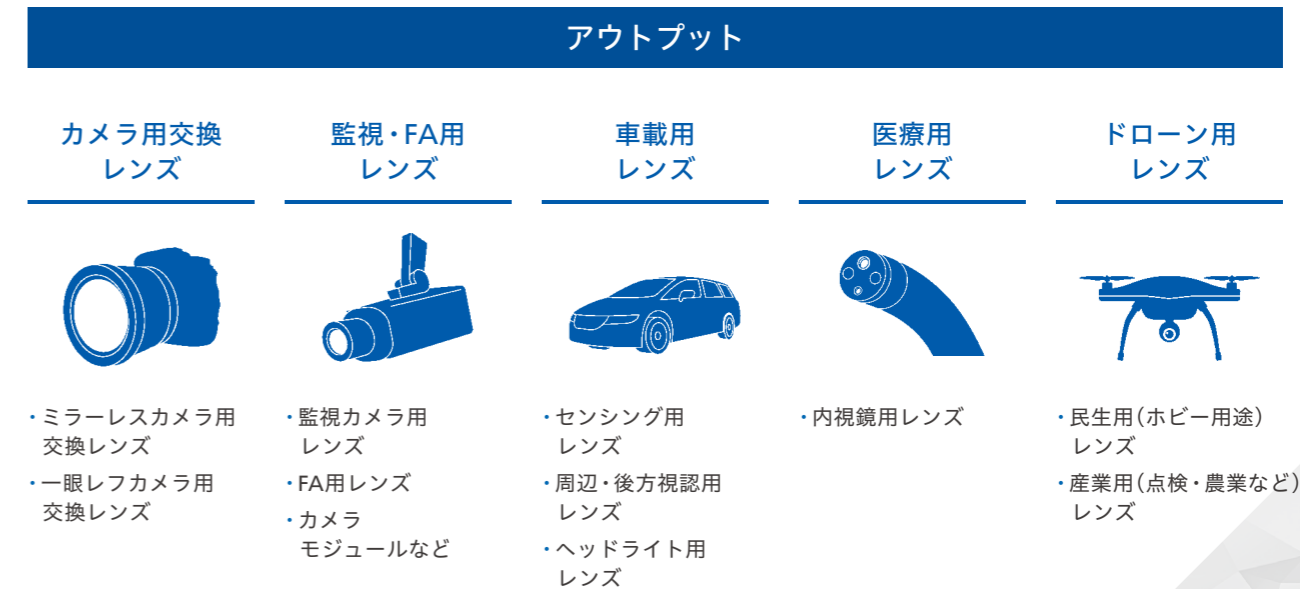 アウトプット
カメラ用交換
レンズ
監視・FA用
レンズ
車載用
レンズ
医療用
レンズ
ドローン用
レンズ
・ミラーレスカメラ用
交換レンズ
・一眼レフカメラ用
交換レンズ
・監視カメラ用
レンズ
・FA用レンズ
・カメラ
モジュールなど
・センシング用
レンズ
・周辺・後方視認用
レンズ
・ヘッドライト用
レンズ
・内視鏡用レンズ
・民生用(ホビー用途)
レンズ
・産業用(点検・農業など)
レンズ